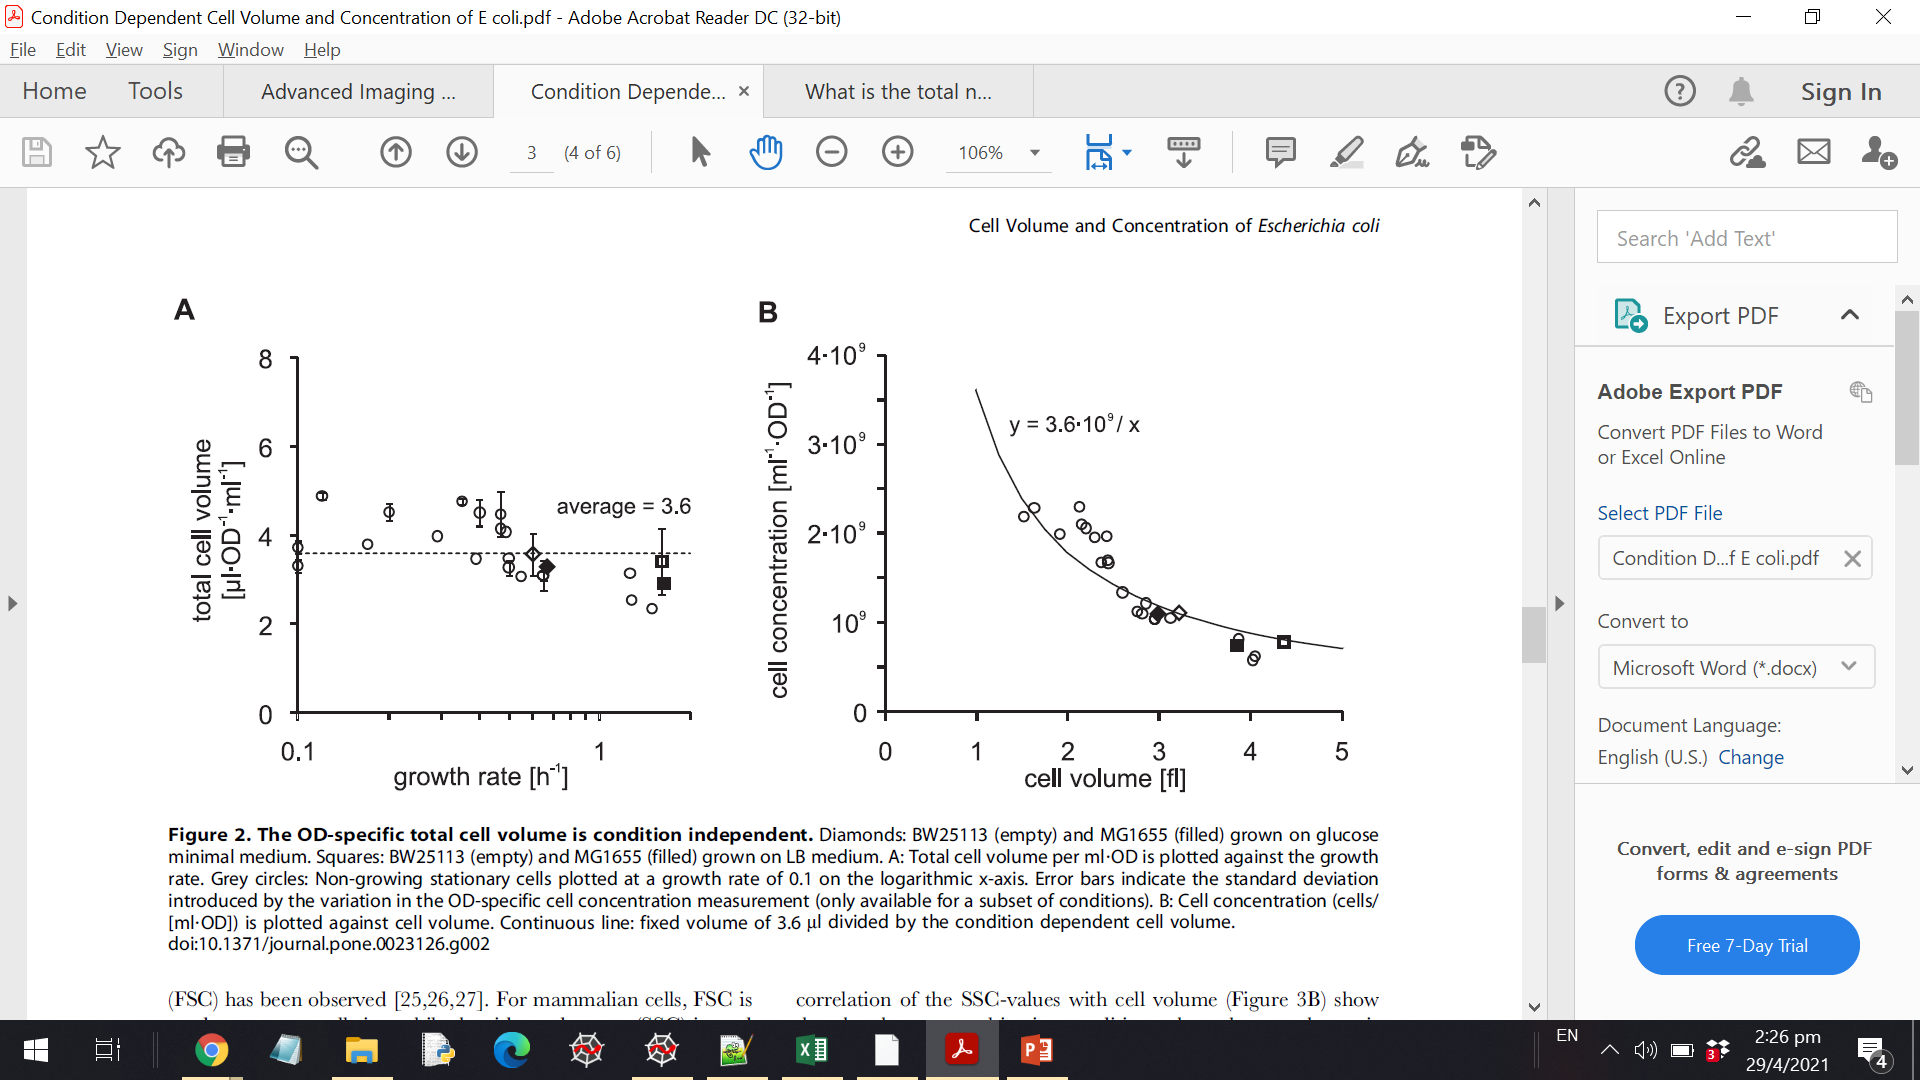 Condition Dependent Cell Volume and Concentration of E coli.pdf - Adobe Acrobat Reader DC (32-bit)
File Edit View Sign Window Help
Home Tools Advanced Imaging ... Condition Depende... × What is the total n... Sign In
3 (4 of 6) 106%
Cell Volume and Concentration of Escherichia coli
A
8
6
4
2
0
total cell volume
[µl·OD⁻¹·ml⁻¹]
average = 3.6
0.1 1
growth rate [h⁻¹]
B
4·10⁹
3·10⁹
2·10⁹
10⁹
0
cell concentration [ml⁻¹·OD⁻¹]
y = 3.6·10⁹/ x
0 1 2 3 4 5
cell volume [fl]
Figure 2. The OD-specific total cell volume is condition independent. Diamonds: BW25113 (empty) and MG1655 (filled) grown on glucose
minimal medium. Squares: BW25113 (empty) and MG1655 (filled) grown on LB medium. A: Total cell volume per ml·OD is plotted against the growth
rate. Grey circles: Non-growing stationary cells plotted at a growth rate of 0.1 on the logarithmic x-axis. Error bars indicate the standard deviation
introduced by the variation in the OD-specific cell concentration measurement (only available for a subset of conditions). B: Cell concentration (cells/
[ml·OD]) is plotted against cell volume. Continuous line: fixed volume of 3.6 µl divided by the condition dependent cell volume.
doi:10.1371/journal.pone.0023126.g002
(FSC) has been observed [25,26,27]. For mammalian cells, FSC is
correlation of the SSC-values with cell volume (Figure 3B) show
Search 'Add Text'
Export PDF
Adobe Export PDF
Convert PDF Files to Word
or Excel Online
Select PDF File
Condition D...f E coli.pdf
Convert to
Microsoft Word (*.docx)
Document Language:
English (U.S.) Change
Convert, edit and e-sign PDF
forms & agreements
Free 7-Day Trial
EN
3
2:26 pm
29/4/2021
4